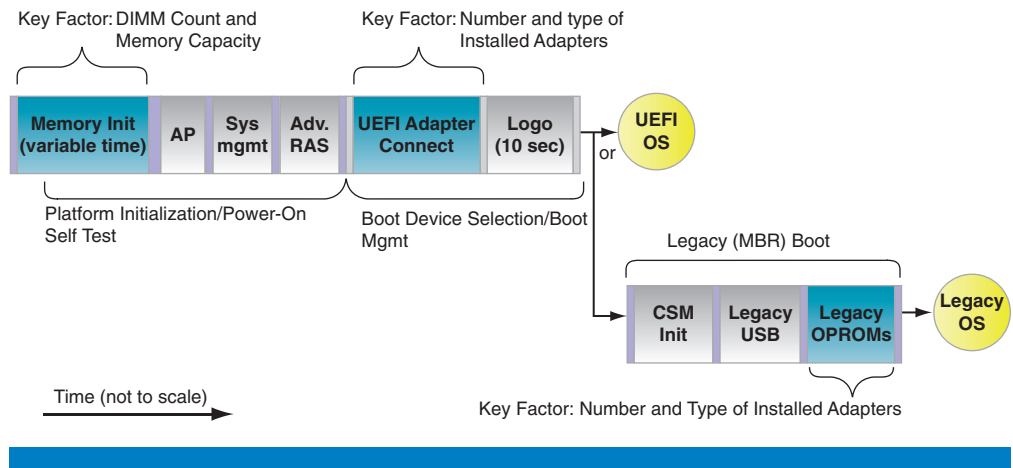 Key Factor: DIMM Count and
Memory Capacity
Key Factor: Number and type of
Installed Adapters
Memory Init
(variable time)
AP
Sys
mgmt
Adv.
RAS
UEFI Adapter
Connect
Logo
(10 sec)
or
UEFI
OS
Platform Initialization/Power-On
Self Test
Boot Device Selection/Boot
Mgmt
Legacy (MBR) Boot
CSM
Init
Legacy
USB
Legacy
OPROMs
Legacy
OS
Time (not to scale)
Key Factor: Number and Type of Installed Adapters